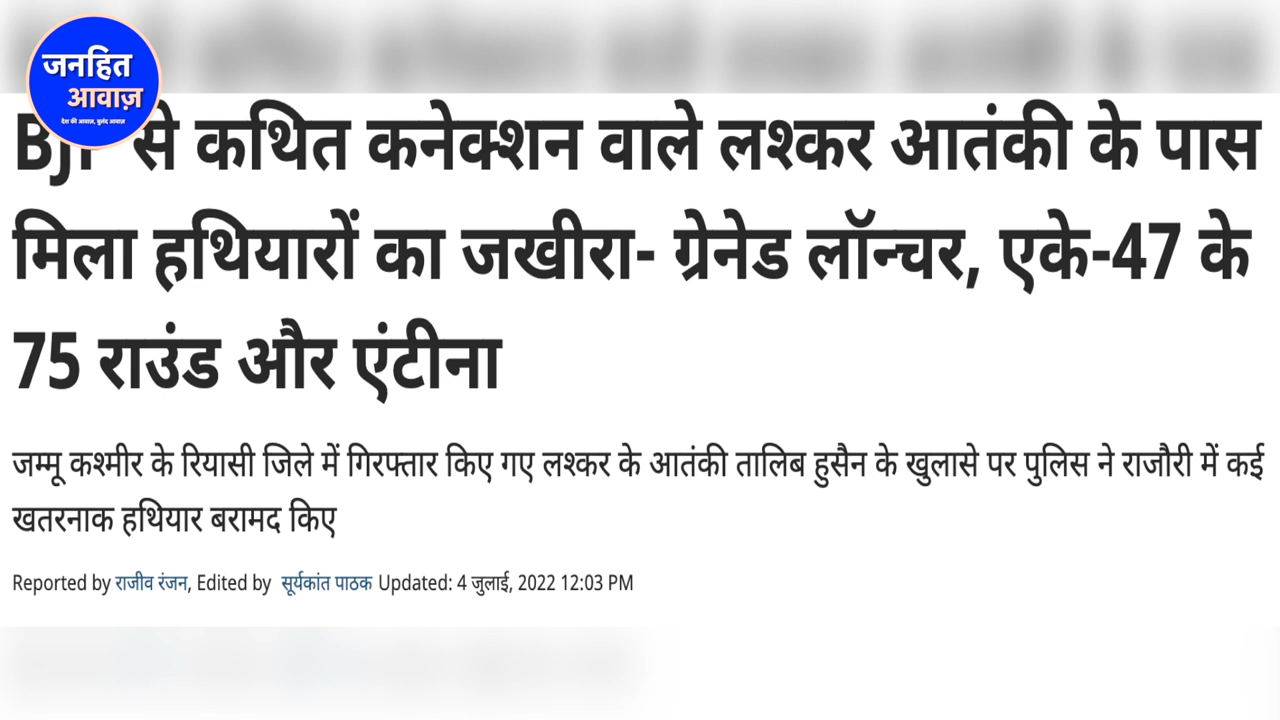 जनहित
आवाज़
देश की आवाज़, बुलंद आवाज़
से कथित कनेक्शन वाले लश्कर आतंकी के पास
मिला हथियारों का जखीरा- ग्रेनेड लॉन्चर, एके-47 के
75 राउंड और एंटीना
जम्मू कश्मीर के रियासी जिले में गिरफ्तार किए गए लश्कर के आतंकी तालिब हुसैन के खुलासे पर पुलिस ने राजौरी में कई
खतरनाक हथियार बरामद किए
Reported by राजीव रंजन, Edited by सूर्यकांत पाठक Updated: 4 जुलाई, 2022 12:03 PM